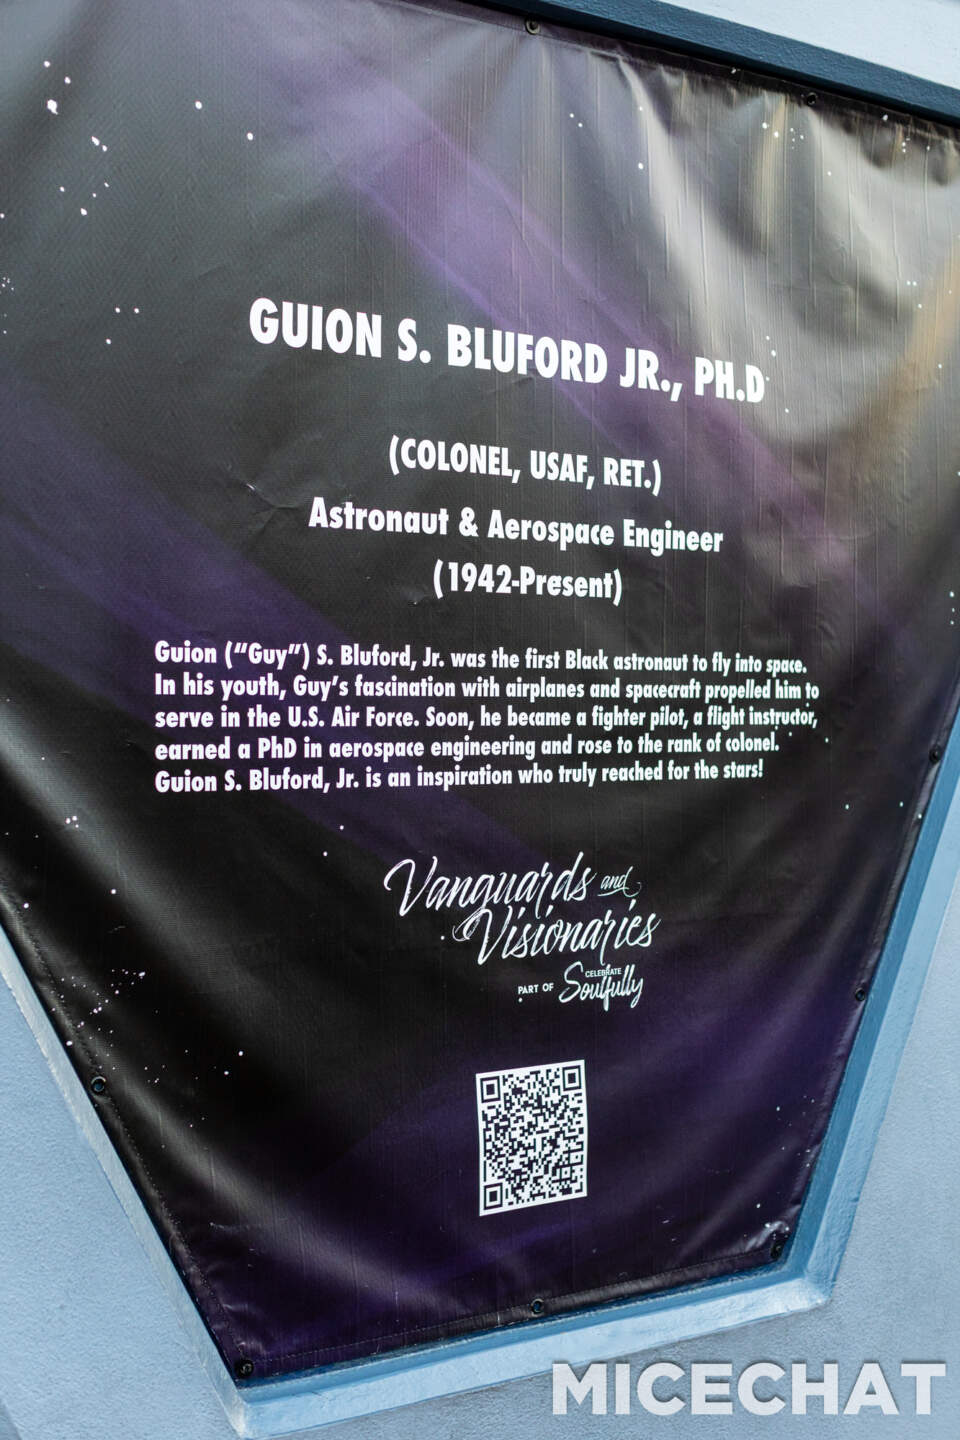 GUION S. BLUFORD JR., PH.D
(COLONEL, USAF, RET.)
Astronaut & Aerospace Engineer
(1942-Present)
Guion ("Guy") S. Bluford, Jr. was the first Black astronaut to fly into space.
In his youth, Guy's fascination with airplanes and spacecraft propelled him to
serve in the U.S. Air Force. Soon, he became a fighter pilot, a flight instructor,
earned a PhD in aerospace engineering and rose to the rank of colonel.
Guion S. Bluford, Jr. is an inspiration who truly reached for the stars!
Vanguards and
Visionaries
PART OF CELEBRATE
Soulfully
MICECHAT